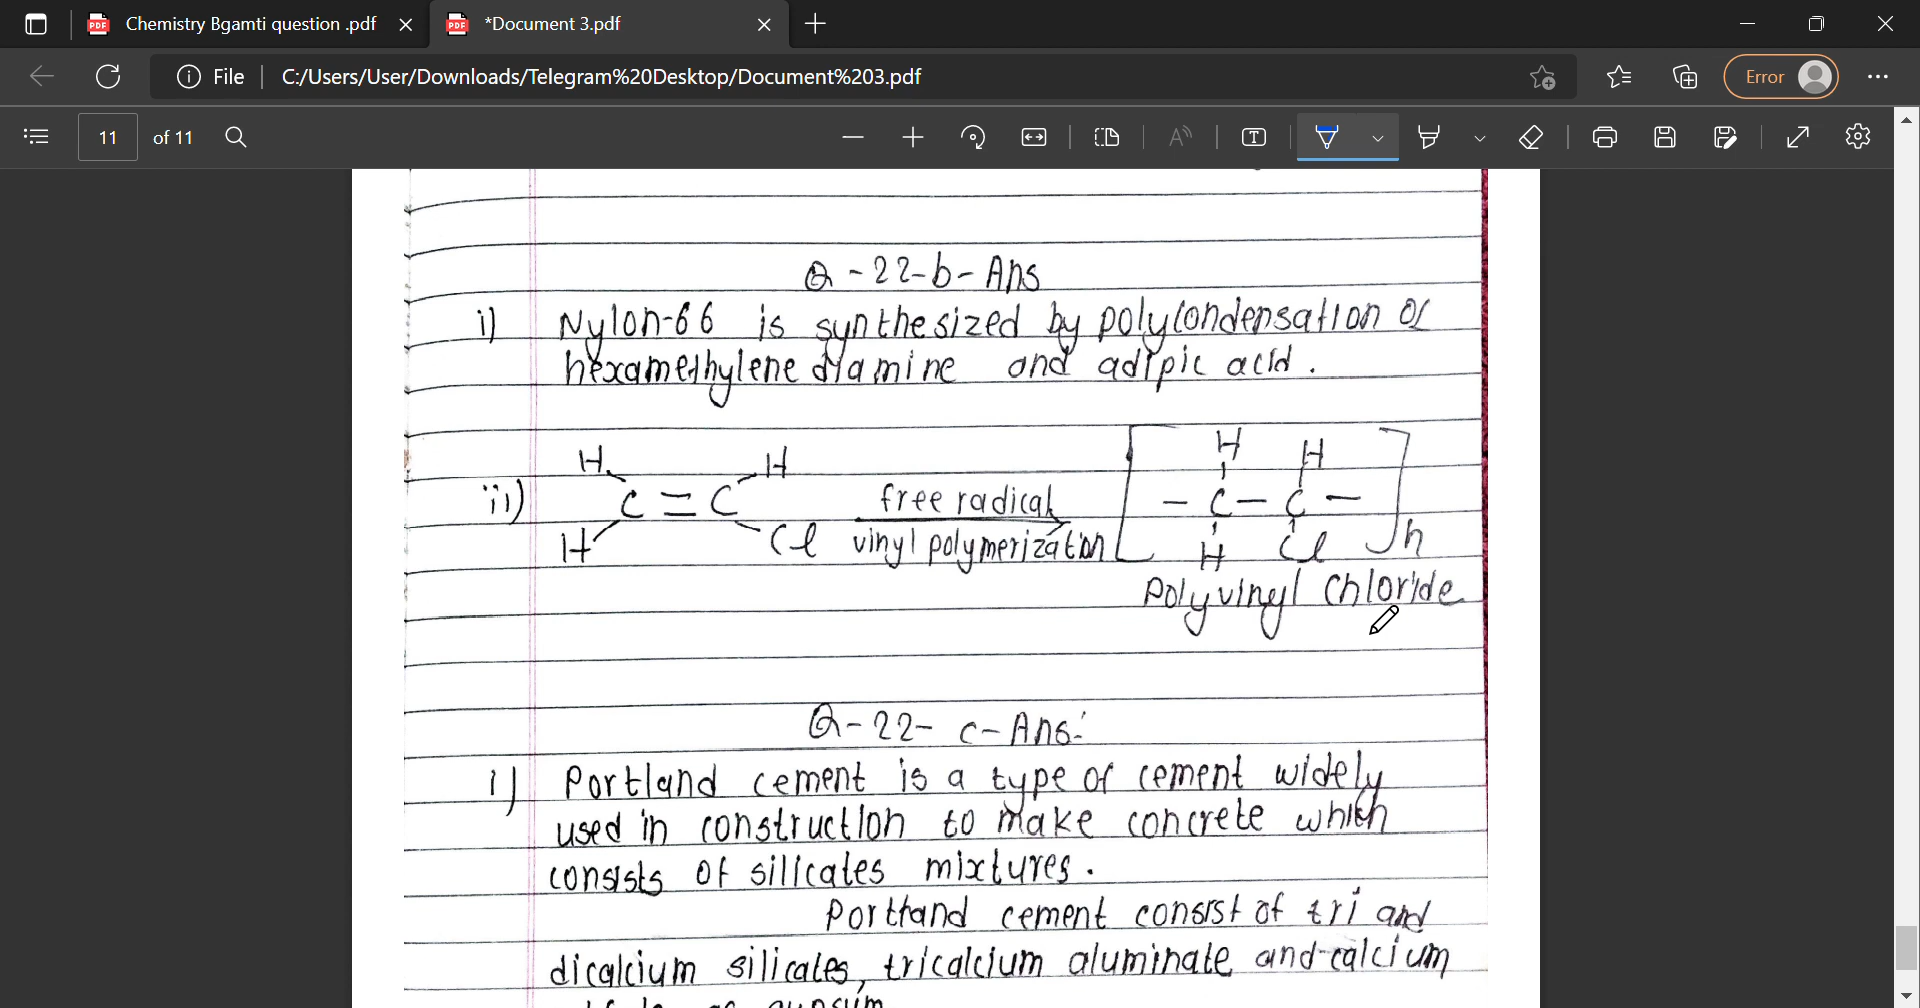 Chemistry Bgamti question .pdf
*Document 3.pdf
File
C:/Users/User/Downloads/Telegram%20Desktop/Document%203.pdf
Error
11 of 11
Q-22-b-Ans
i) Nylon-66 is synthesized by polycondensation of
hexamethylene diamine and adipic acid.
H H H H
ii) C = C free radical - C - C -
H Cl vinyl polymerization H Cl n
Polyvinyl chloride
Q-22-c-Ans:
i) Portland cement is a type of cement widely
used in construction to make concrete which
consists of silicates mixtures.
Porthand cement consist of tri and
dicalcium silicates, tricalcium aluminate and calcium